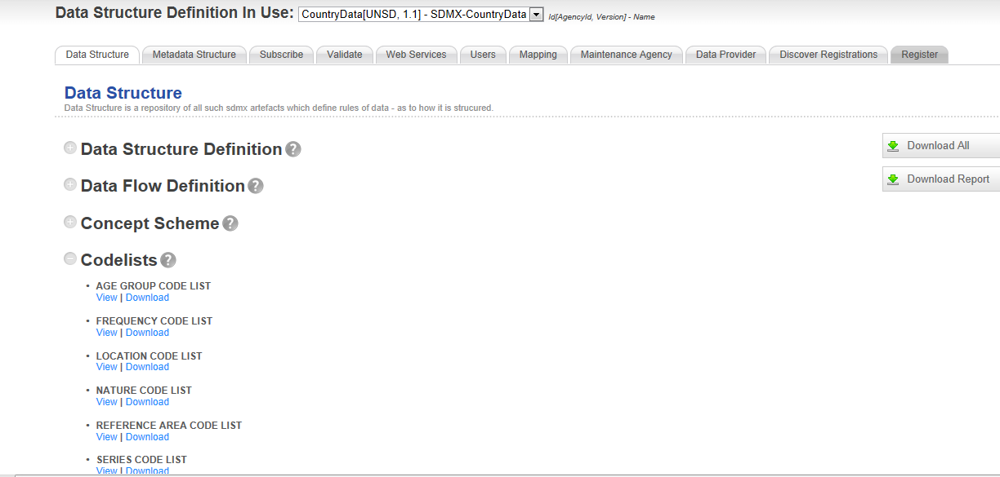 Data Structure Definition In Use: CountryData[UNSD, 1.1] - SDMX-CountryData Id[AgencyId, Version] - Name
Data Structure Metadata Structure Subscribe Validate Web Services Users Mapping Maintenance Agency Data Provider Discover Registrations Register
Data Structure
Data Structure is a repository of all such sdmx artefacts which define rules of data - as to how it is strucured.
Data Structure Definition ?
Download All
Data Flow Definition ?
Download Report
Concept Scheme ?
Codelists ?
• AGE GROUP CODE LIST
View | Download
• FREQUENCY CODE LIST
View | Download
• LOCATION CODE LIST
View | Download
• NATURE CODE LIST
View | Download
• REFERENCE AREA CODE LIST
View | Download
• SERIES CODE LIST
View | Download